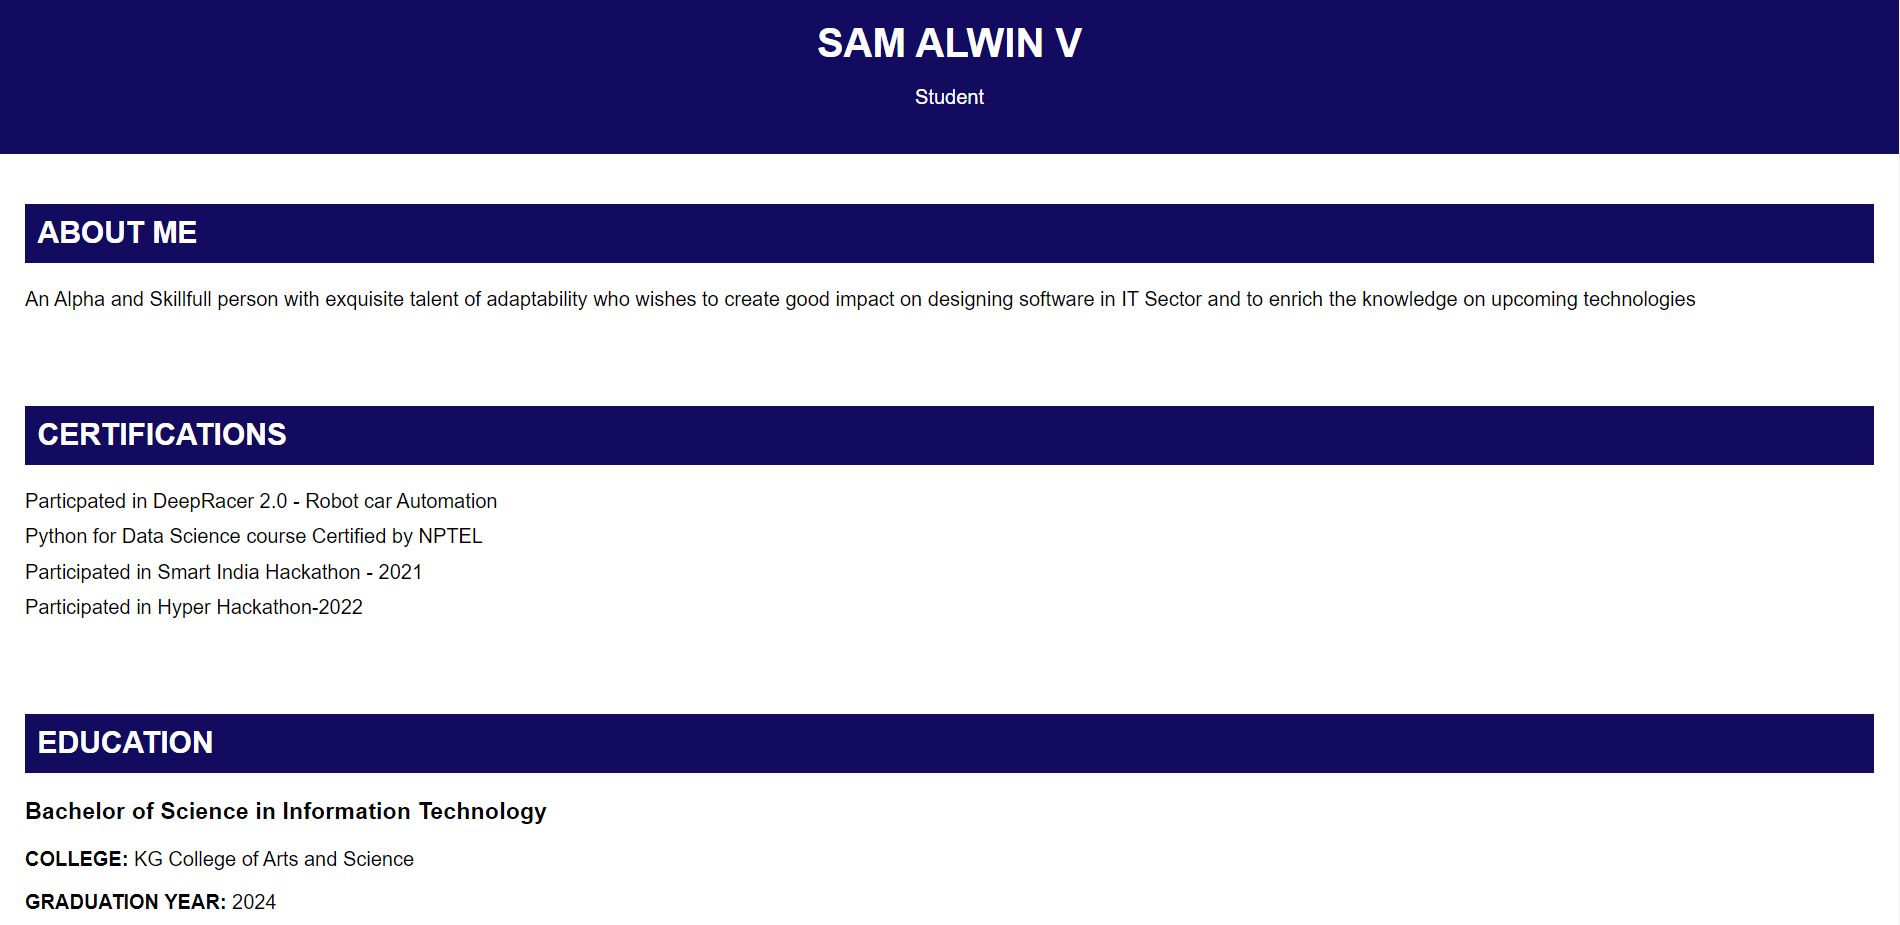 SAM ALWIN V
Student
ABOUT ME
An Alpha and Skillfull person with exquisite talent of adaptability who wishes to create good impact on designing software in IT Sector and to enrich the knowledge on upcoming technologies
CERTIFICATIONS
Particpated in DeepRacer 2.0 - Robot car Automation
Python for Data Science course Certified by NPTEL
Participated in Smart India Hackathon - 2021
Participated in Hyper Hackathon-2022
EDUCATION
Bachelor of Science in Information Technology
COLLEGE: KG College of Arts and Science
GRADUATION YEAR: 2024